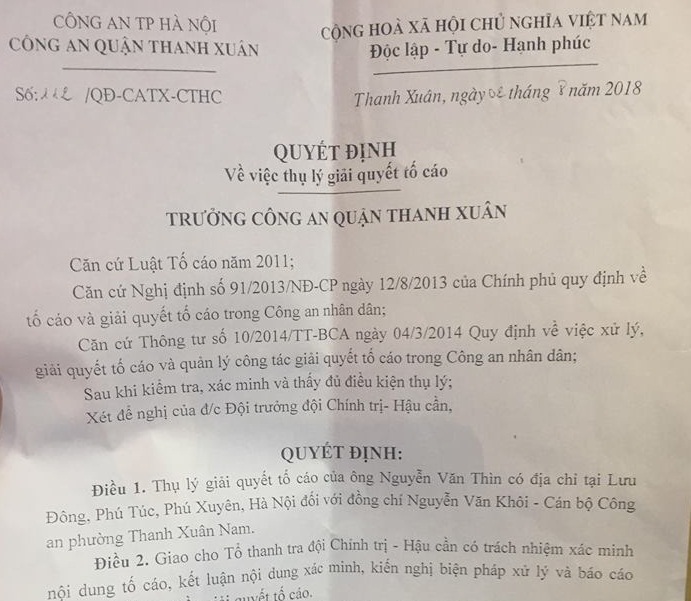 CÔNG AN TP HÀ NỘI
CÔNG AN QUẬN THANH XUÂN
CỘNG HOÀ XÃ HỘI CHỦ NGHĨA VIỆT NAM
Độc lập - Tự do- Hạnh phúc
Số: /QĐ-CATX-CTHC
Thanh Xuân, ngày tháng 8 năm 2018
QUYẾT ĐỊNH
Về việc thụ lý giải quyết tố cáo
TRƯỞNG CÔNG AN QUẬN THANH XUÂN
Căn cứ Luật Tố cáo năm 2011;
Căn cứ Nghị định số 91/2013/NĐ-CP ngày 12/8/2013 của Chính phủ quy định về
tố cáo và giải quyết tố cáo trong Công an nhân dân;
Căn cứ Thông tư số 10/2014/TT-BCA ngày 04/3/2014 Quy định về việc xử lý,
giải quyết tố cáo và quản lý công tác giải quyết tố cáo trong Công an nhân dân;
Sau khi kiểm tra, xác minh và thấy đủ điều kiện thụ lý;
Xét đề nghị của đ/c Đội trưởng đội Chính trị- Hậu cần,
QUYẾT ĐỊNH:
Điều 1. Thụ lý giải quyết tố cáo của ông Nguyễn Văn Thìn có địa chỉ tại Lưu
Đông, Phú Túc, Phú Xuyên, Hà Nội đối với đồng chí Nguyễn Văn Khôi - Cán bộ Công
an phường Thanh Xuân Nam.
Điều 2. Giao cho Tổ thanh tra đội Chính trị - Hậu cần có trách nhiệm xác minh
nội dung tố cáo, kết luận nội dung xác minh, kiến nghị biện pháp xử lý và báo cáo
quyết tố cáo.